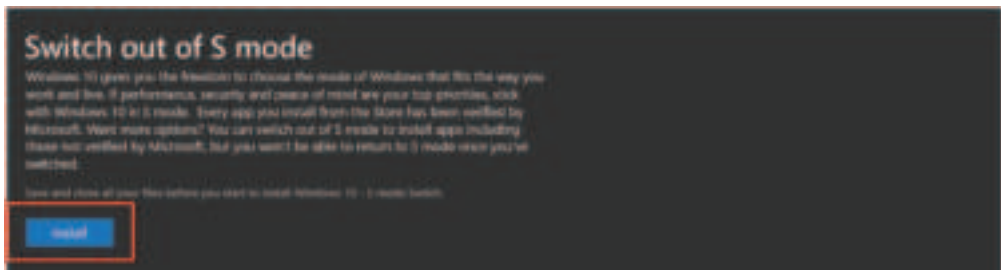 Switch out of S mode
Windows 10 gives you the freedom to choose the mode of Windows that fits the way you
work and live. If performance, security and peace of mind are your top priorities, stick
with Windows 10 in S mode. Every app you install from the Store has been verified by
Microsoft. Want more options? You can switch out of S mode to install apps including
those not verified by Microsoft, but you won't be able to return to S mode once you've
switched.
Save and close all your files before you start to install Windows 10 - S mode Switch.
Install